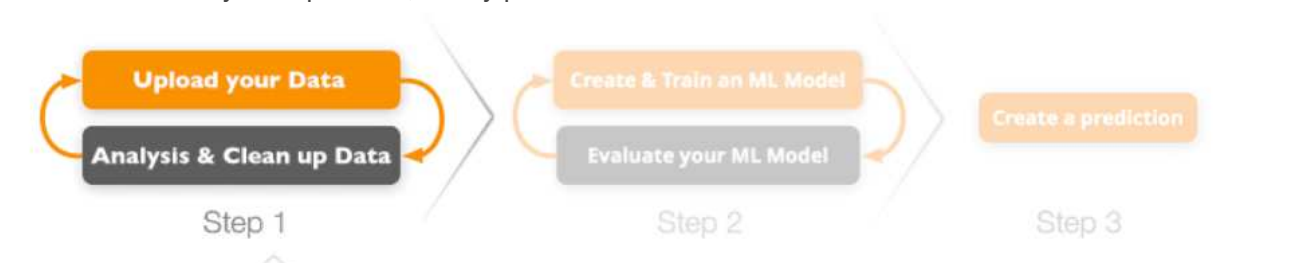 Upload your Data
Analysis & Clean up Data
Step 1
Create & Train an ML Model
Evaluate your ML Model
Step 2
Create a prediction
Step 3